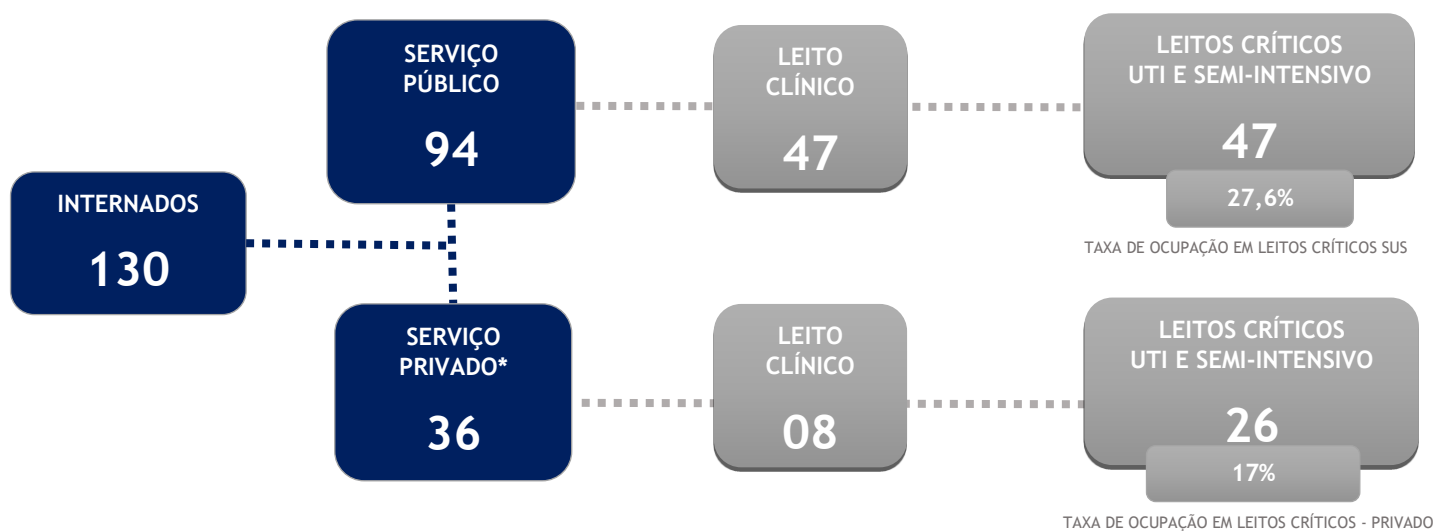 INTERNADOS
130
SERVIÇO
PÚBLICO
94
LEITO
CLÍNICO
47
LEITOS CRÍTICOS
UTI E SEMI-INTENSIVO
47
27,6%
TAXA DE OCUPAÇÃO EM LEITOS CRÍTICOS SUS
SERVIÇO
PRIVADO*
36
LEITO
CLÍNICO
08
LEITOS CRÍTICOS
UTI E SEMI-INTENSIVO
26
17%
TAXA DE OCUPAÇÃO EM LEITOS CRÍTICOS - PRIVADO